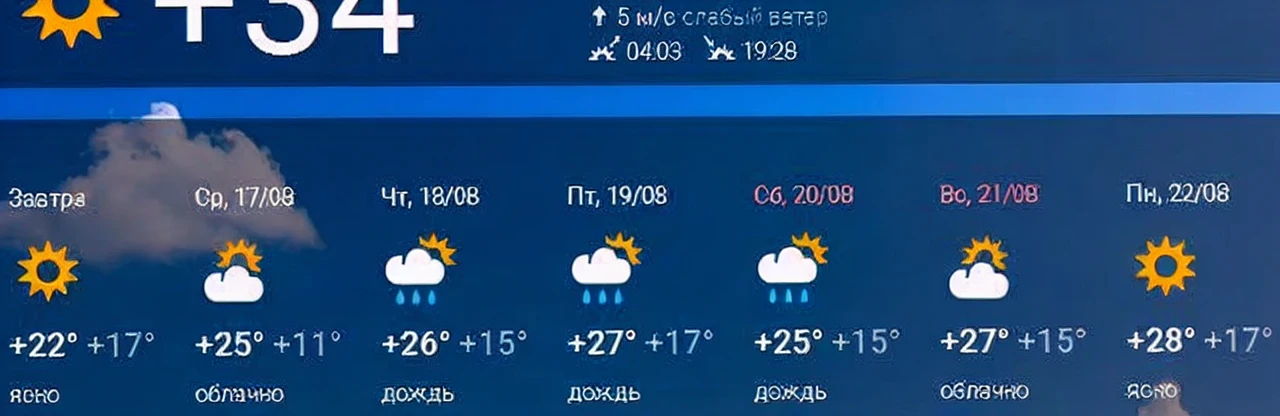 +34
5 м/с слабый ветер
04:03 19:28
Завтра Ср, 17/08 Чт, 18/08 Пт, 19/08 Сб, 20/08 Вс, 21/08 Пн, 22/08
+22° +17° +25° +11° +26° +15° +27° +17° +25° +15° +27° +15° +28° +17°
ясно облачно дождь дождь дождь облачно ясно